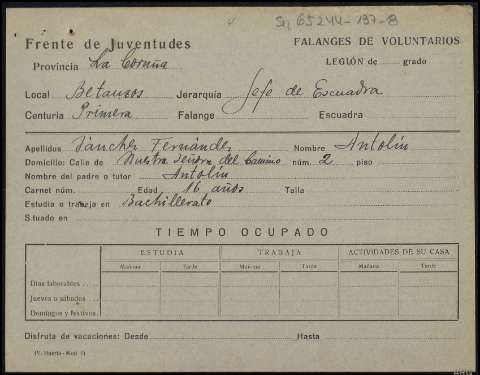 65244-197-B
Frente de Juventudes
FALANGES DE VOLUNTARIOS
Provincia La Coruña
LEGIÓN de grado
Local Betanzos Jerarquía Jefe de Escuadra
Centuria Primera Falange Escuadra
Apellidos Sánchez Fernández Nombre Antolín
Domicilio: Calle de Nuestra Señora del Camino núm. 2 piso
Nombre del padre o tutor Antolín
Carnet núm. Edad 16 años Talla
Estudia o trabaja en Bachillerato
Situado en
TIEMPO OCUPADO
ESTUDIA TRABAJA ACTIVIDADES DE SU CASA
Mañana Tarde Mañana Tarde Mañana Tarde
Días laborables
Jueves o sábados
Domingos y festivos
Disfruta de vacaciones: Desde Hasta